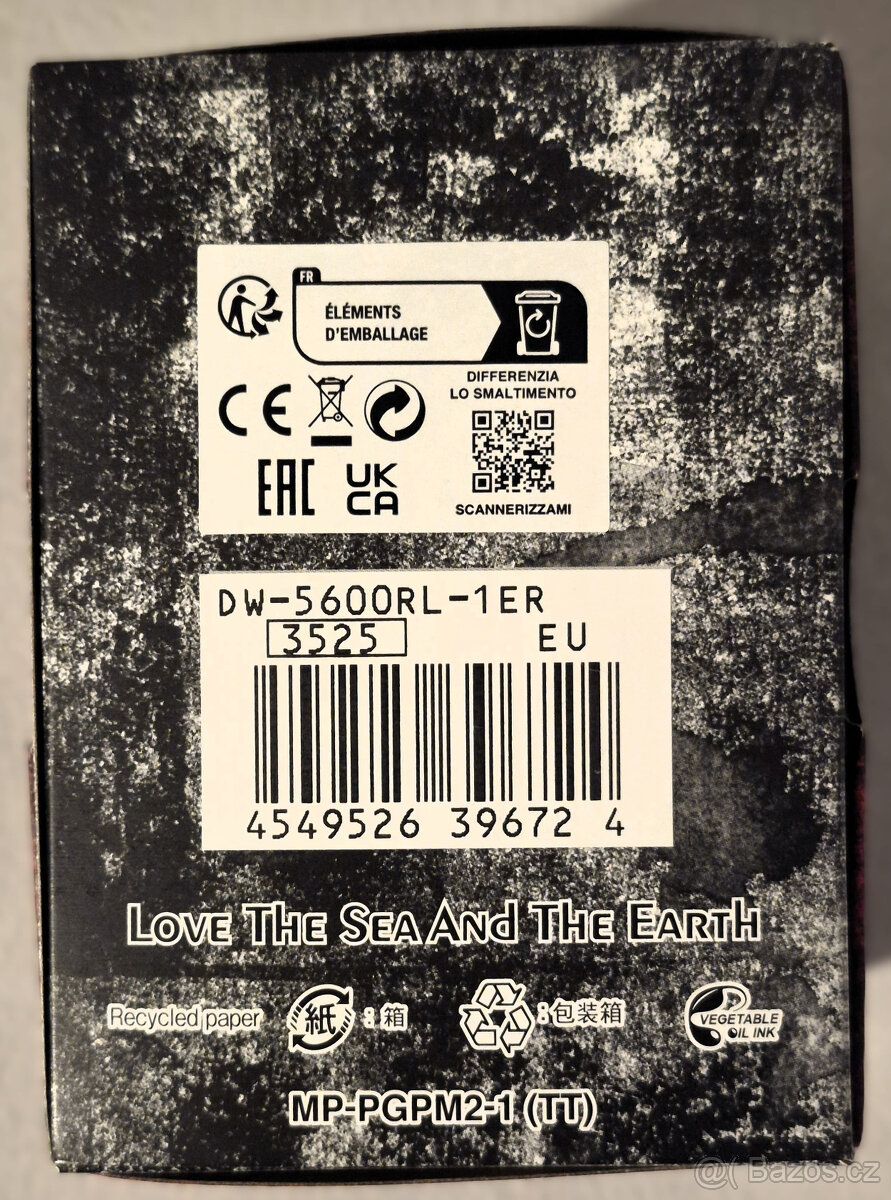 FR
ÉLÉMENTS
D'EMBALLAGE
DIFFERENZIA
LO SMALTIMENTO
CE
EAC
UK
CA
SCANNERIZZAMI
DW-5600RL-1ER
3525 EU
4549526 39672 4
LOVE THE SEA AND THE EARTH
Recycled paper 紙 : 箱 : 包装箱 VEGETABLE
OIL INK
MP-PGPM2-1 (TT)
@( Bazos.cz